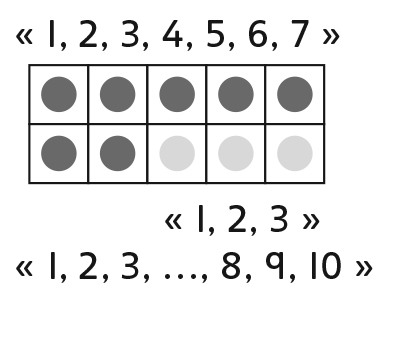 « 1, 2, 3, 4, 5, 6, 7 »
« 1, 2, 3 »
« 1, 2, 3, ..., 8, 9, 10 »